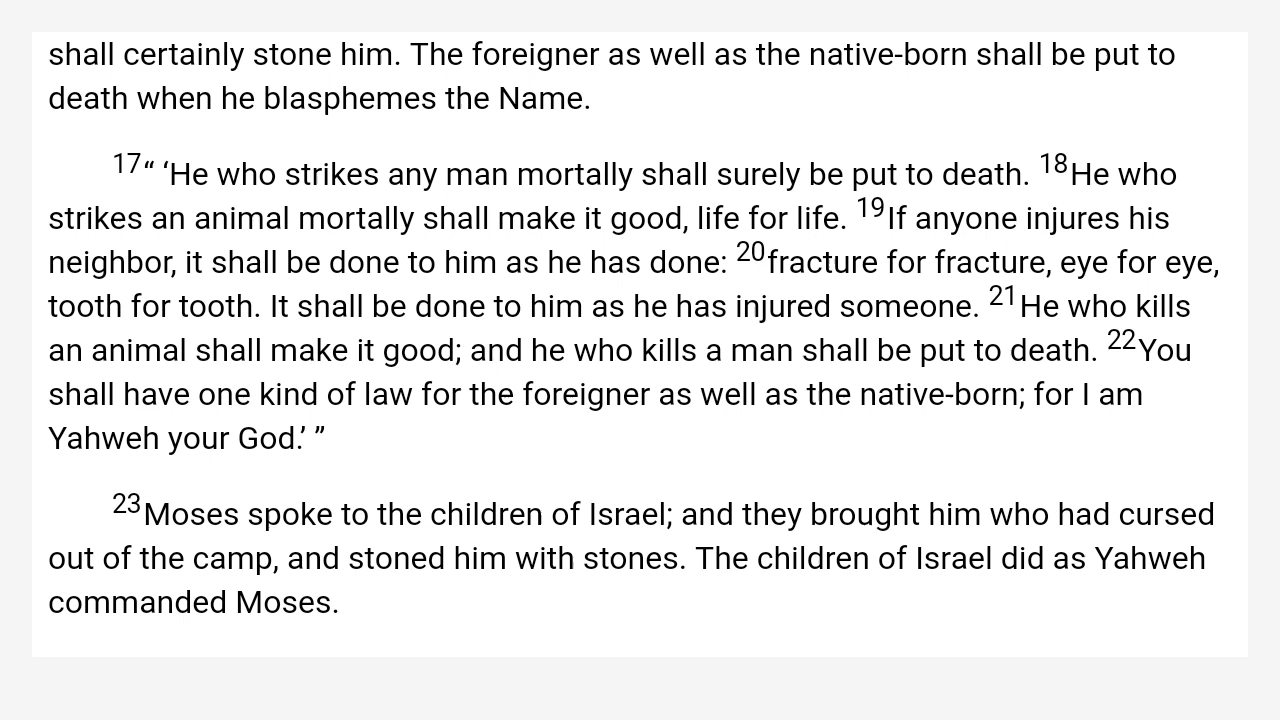 shall certainly stone him. The foreigner as well as the native-born shall be put to
death when he blasphemes the Name.
17“ ‘He who strikes any man mortally shall surely be put to death. 18He who
strikes an animal mortally shall make it good, life for life. 19If anyone injures his
neighbor, it shall be done to him as he has done: 20fracture for fracture, eye for eye,
tooth for tooth. It shall be done to him as he has injured someone. 21He who kills
an animal shall make it good; and he who kills a man shall be put to death. 22You
shall have one kind of law for the foreigner as well as the native-born; for I am
Yahweh your God.’ ”
23Moses spoke to the children of Israel; and they brought him who had cursed
out of the camp, and stoned him with stones. The children of Israel did as Yahweh
commanded Moses.